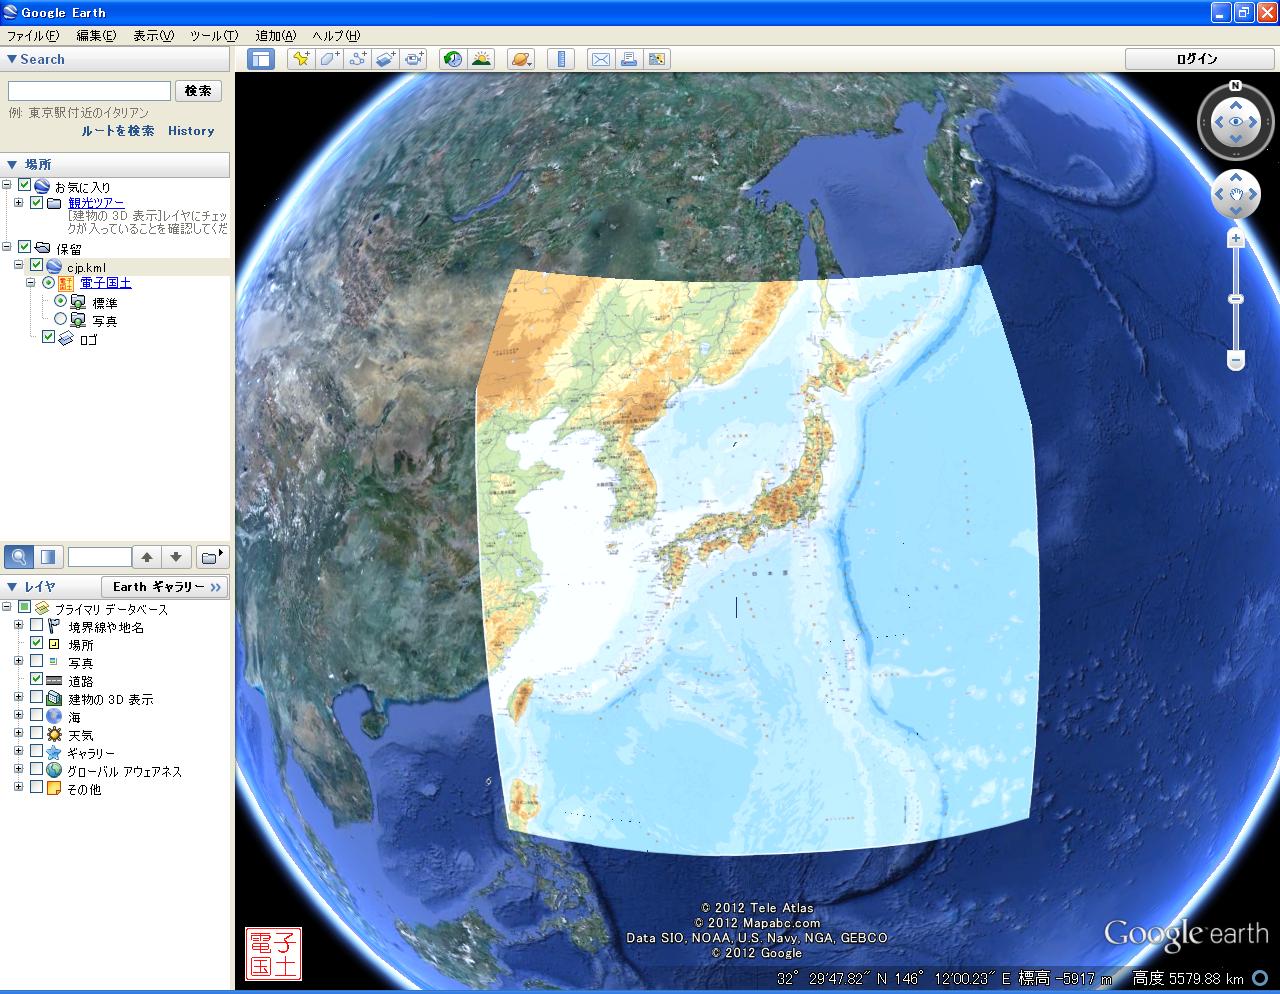 Google Earth
ファイル(F) 編集(E) 表示(V) ツール(T) 追加(A) ヘルプ(H)
Search
検索
例: 東京駅付近のイタリアン
ルートを検索 History
場所
お気に入り
観光ツアー
[建物の 3D 表示]レイヤにチェッ
クが入っていることを確認してくだ
保留
cjp.kml
電子国土
標準
写真
ロゴ
レイヤ
Earth ギャラリー >>
プライマリ データベース
境界線や地名
場所
写真
道路
建物の 3D 表示
海
天気
ギャラリー
グローバル アウェアネス
その他
ログイン
N
日本国
© 2012 Tele Atlas
© 2012 Mapabc.com
Data SIO, NOAA, U.S. Navy, NGA, GEBCO
© 2012 Google
電子
国土
Google earth
32° 29'47.82" N 146° 12'00.23" E 標高 -5917 m 高度 5579.88 km